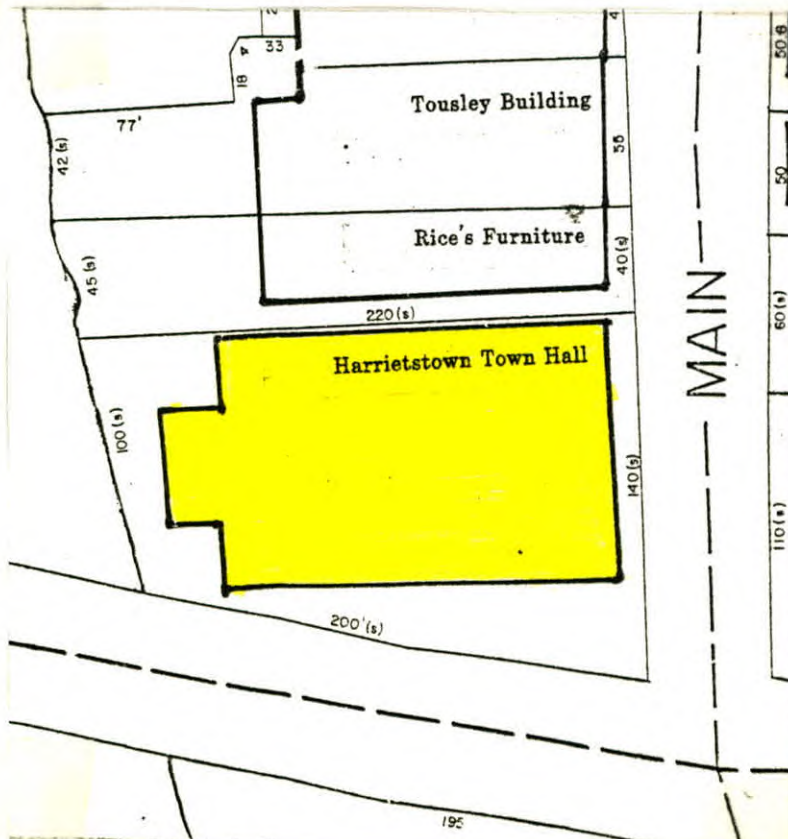 33
4
50.6
18
Tousley Building
77'
42(s)
55
50
Rice's Furniture
45(s)
40(s)
220(s)
60(s)
MAIN
Harrietstown Town Hall
100(s)
140(s)
110(s)
200'(s)
195